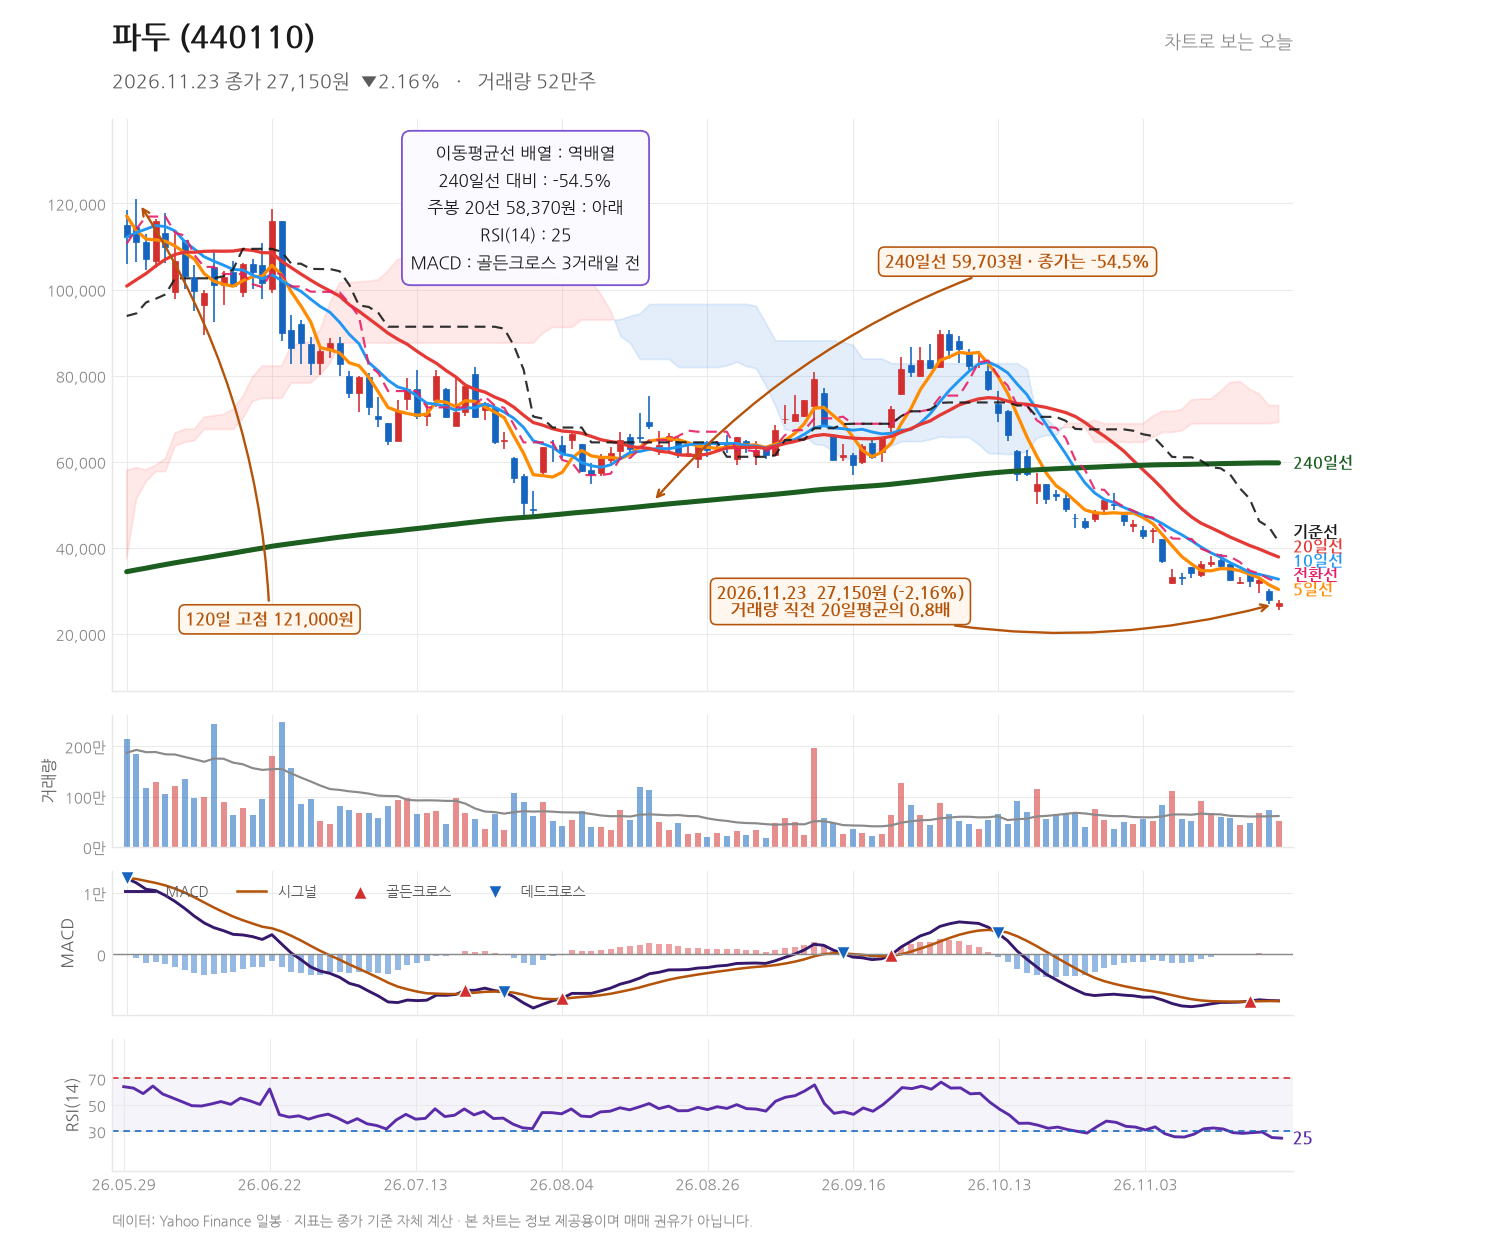 파두 (440110)
차트로 보는 오늘
2026.11.23 종가 27,150원 ▼2.16% · 거래량 52만주
이동평균선 배열 : 역배열
240일선 대비 : -54.5%
주봉 20선 58,370원 : 아래
RSI(14) : 25
MACD : 골든크로스 3거래일 전
240일선 59,703원 · 종가는 -54.5%
120,000
100,000
80,000
60,000
40,000
20,000
240일선
기준선
20일선
10일선
전환선
5일선
120일 고점 121,000원
2026.11.23 27,150원 (-2.16%)
거래량 직전 20일평균의 0.8배
거래량
200만
100만
0만
MACD
1만
0
MACD
시그널
골든크로스
데드크로스
RSI(14)
70
50
30
25
26.05.29
26.06.22
26.07.13
26.08.04
26.08.26
26.09.16
26.10.13
26.11.03
데이터: Yahoo Finance 일봉 · 지표는 종가 기준 자체 계산 · 본 차트는 정보 제공용이며 매매 권유가 아닙니다.